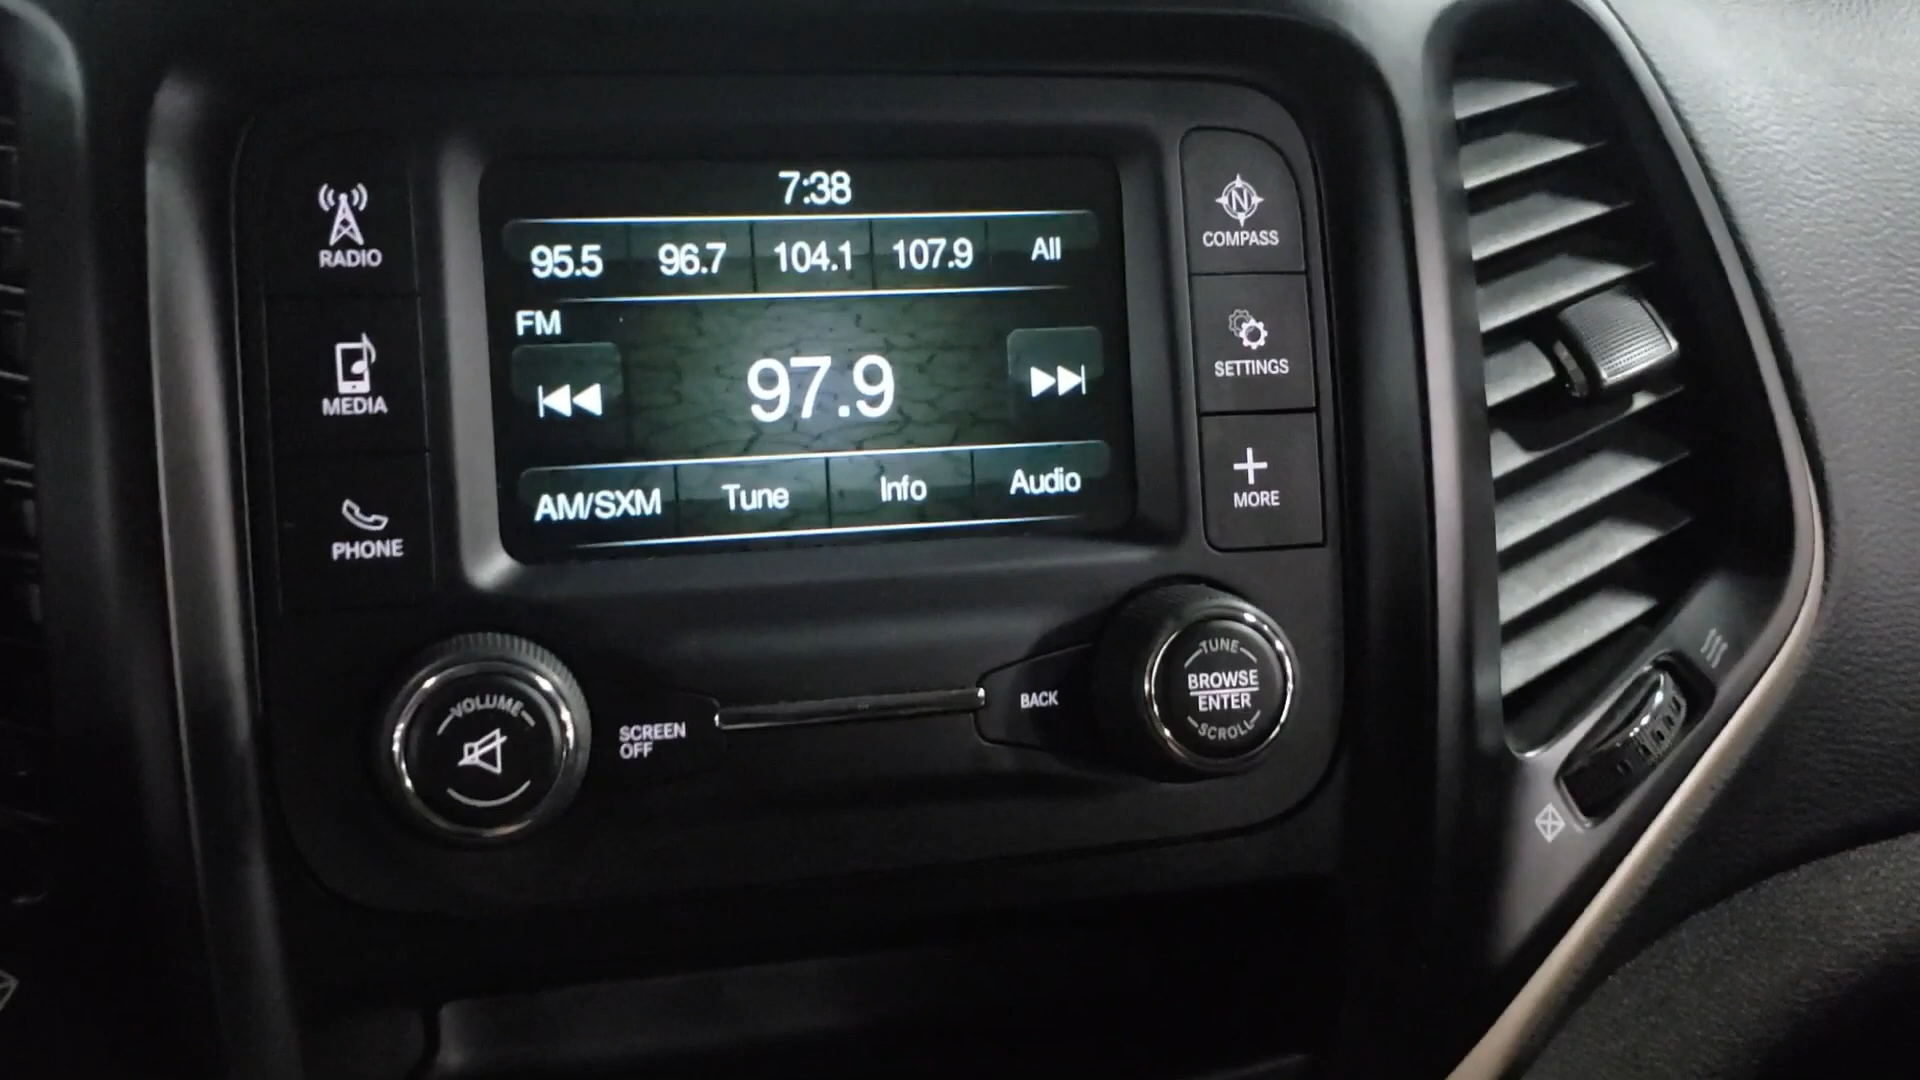 7:38
95.5 96.7 104.1 107.9 All
FM
97.9
AM/SXM Tune Info Audio
RADIO
MEDIA
PHONE
N
COMPASS
SETTINGS
MORE
VOLUME
SCREEN
OFF
BACK
TUNE
BROWSE
ENTER
SCROLL